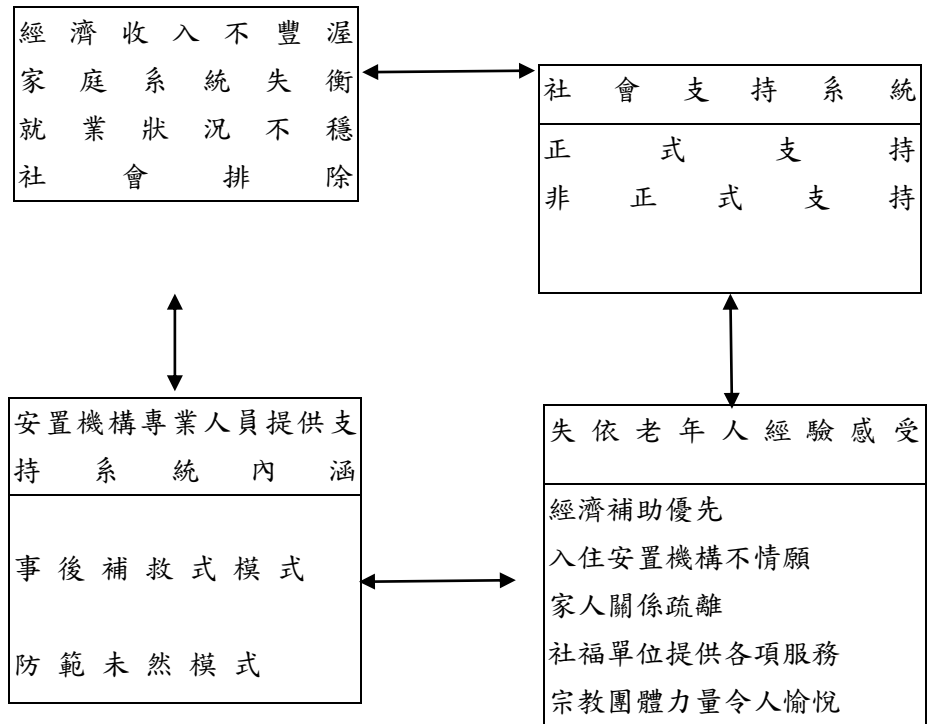 經濟收入不豐渥
家庭系統失衡
就業狀況不穩
社會排除
社會支持系統
正式支持
非正式支持
安置機構專業人員提供支
持系統內涵
事後補救式模式
防範未然模式
失依老年人經驗感受
經濟補助優先
入住安置機構不情願
家人關係疏離
社福單位提供各項服務
宗教團體力量令人愉悅